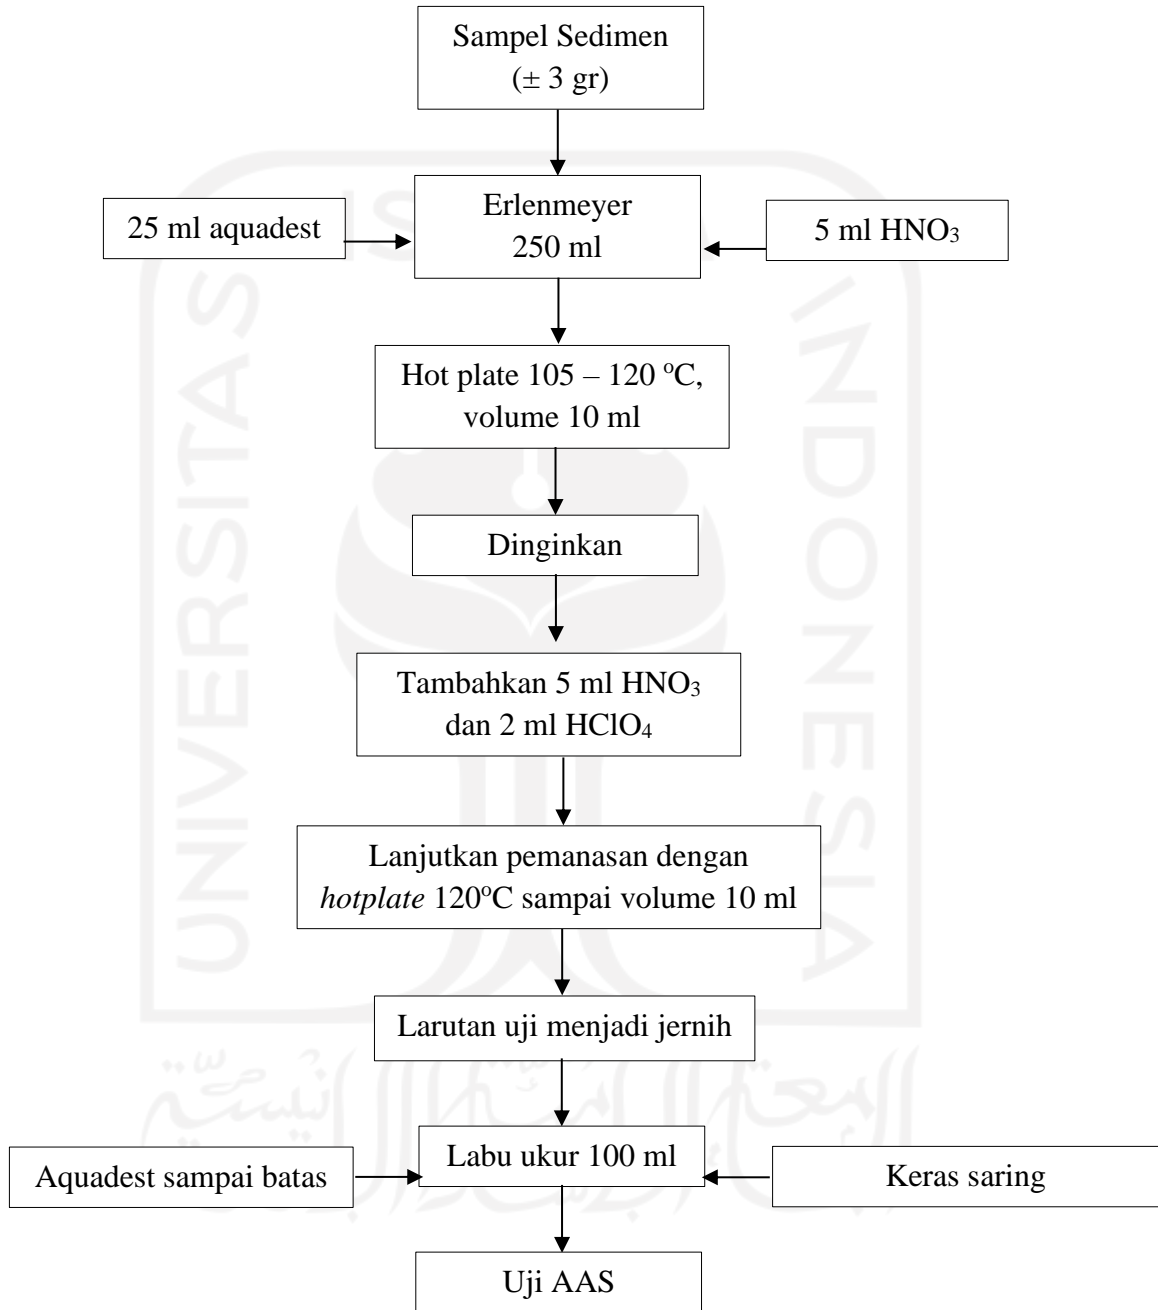 Sampel Sedimen
(± 3 gr)
25 ml aquadest
Erlenmeyer
250 ml
5 ml HNO₃
Hot plate 105 – 120 ºC,
volume 10 ml
Dinginkan
Tambahkan 5 ml HNO₃
dan 2 ml HClO₄
Lanjutkan pemanasan dengan
hotplate 120ºC sampai volume 10 ml
Larutan uji menjadi jernih
Aquadest sampai batas
Labu ukur 100 ml
Keras saring
Uji AAS
UNIVERSITAS
INDONESIA